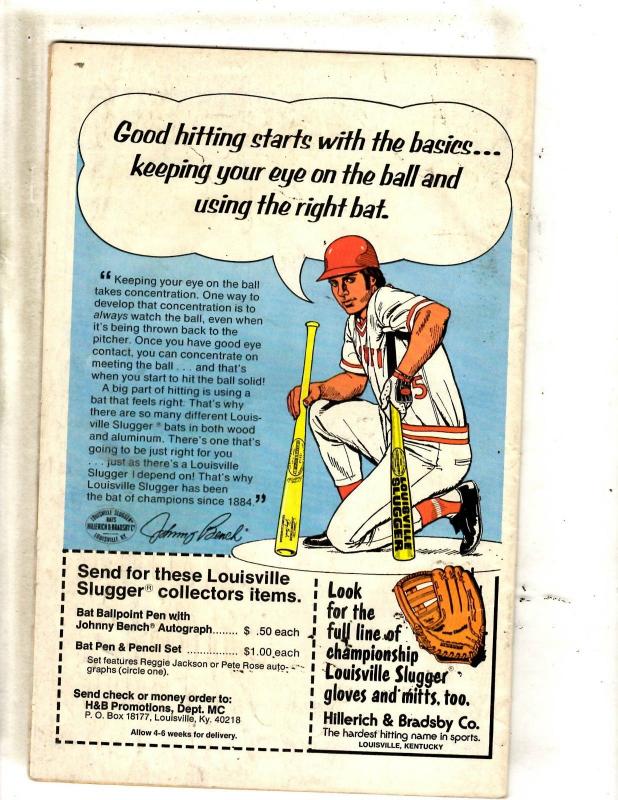 Good hitting starts with the basics...
keeping your eye on the ball and
using the right bat.
“Keeping your eye on the ball
takes concentration. One way to
develop that concentration is to
always watch the ball, even when
it's being thrown back to the
pitcher. Once you have good eye
contact, you can concentrate on
meeting the ball . . . and that's
when you start to hit the ball solid!
A big part of hitting is using a
bat that feels right. That's why
there are so many different Louis-
ville Slugger® bats in both wood
and aluminum. There's one that's
going to be just right for you
. . . just as there's a Louisville
Slugger I depend on! That's why
Louisville Slugger has been
the bat of champions since 1884.”
LOUISVILLE SLUGGER
BATS
HILLERICH & BRADSBY Co
LOUISVILLE KY.
Johnny Bench
5
LOUISVILLE
SLUGGER
Send for these Louisville
Slugger® collectors items.
Bat Ballpoint Pen with
Johnny Bench® Autograph........ $ .50 each
Bat Pen & Pencil Set ................ $1.00 each
Set features Reggie Jackson or Pete Rose auto-
graphs (circle one).
Send check or money order to:
H&B Promotions, Dept. MC
P. O. Box 18177, Louisville, Ky. 40218
Allow 4-6 weeks for delivery.
Look
for the
full line of
championship
Louisville Slugger®
gloves and mitts, too.
Hillerich & Bradsby Co.
The hardest hitting name in sports.
LOUISVILLE, KENTUCKY